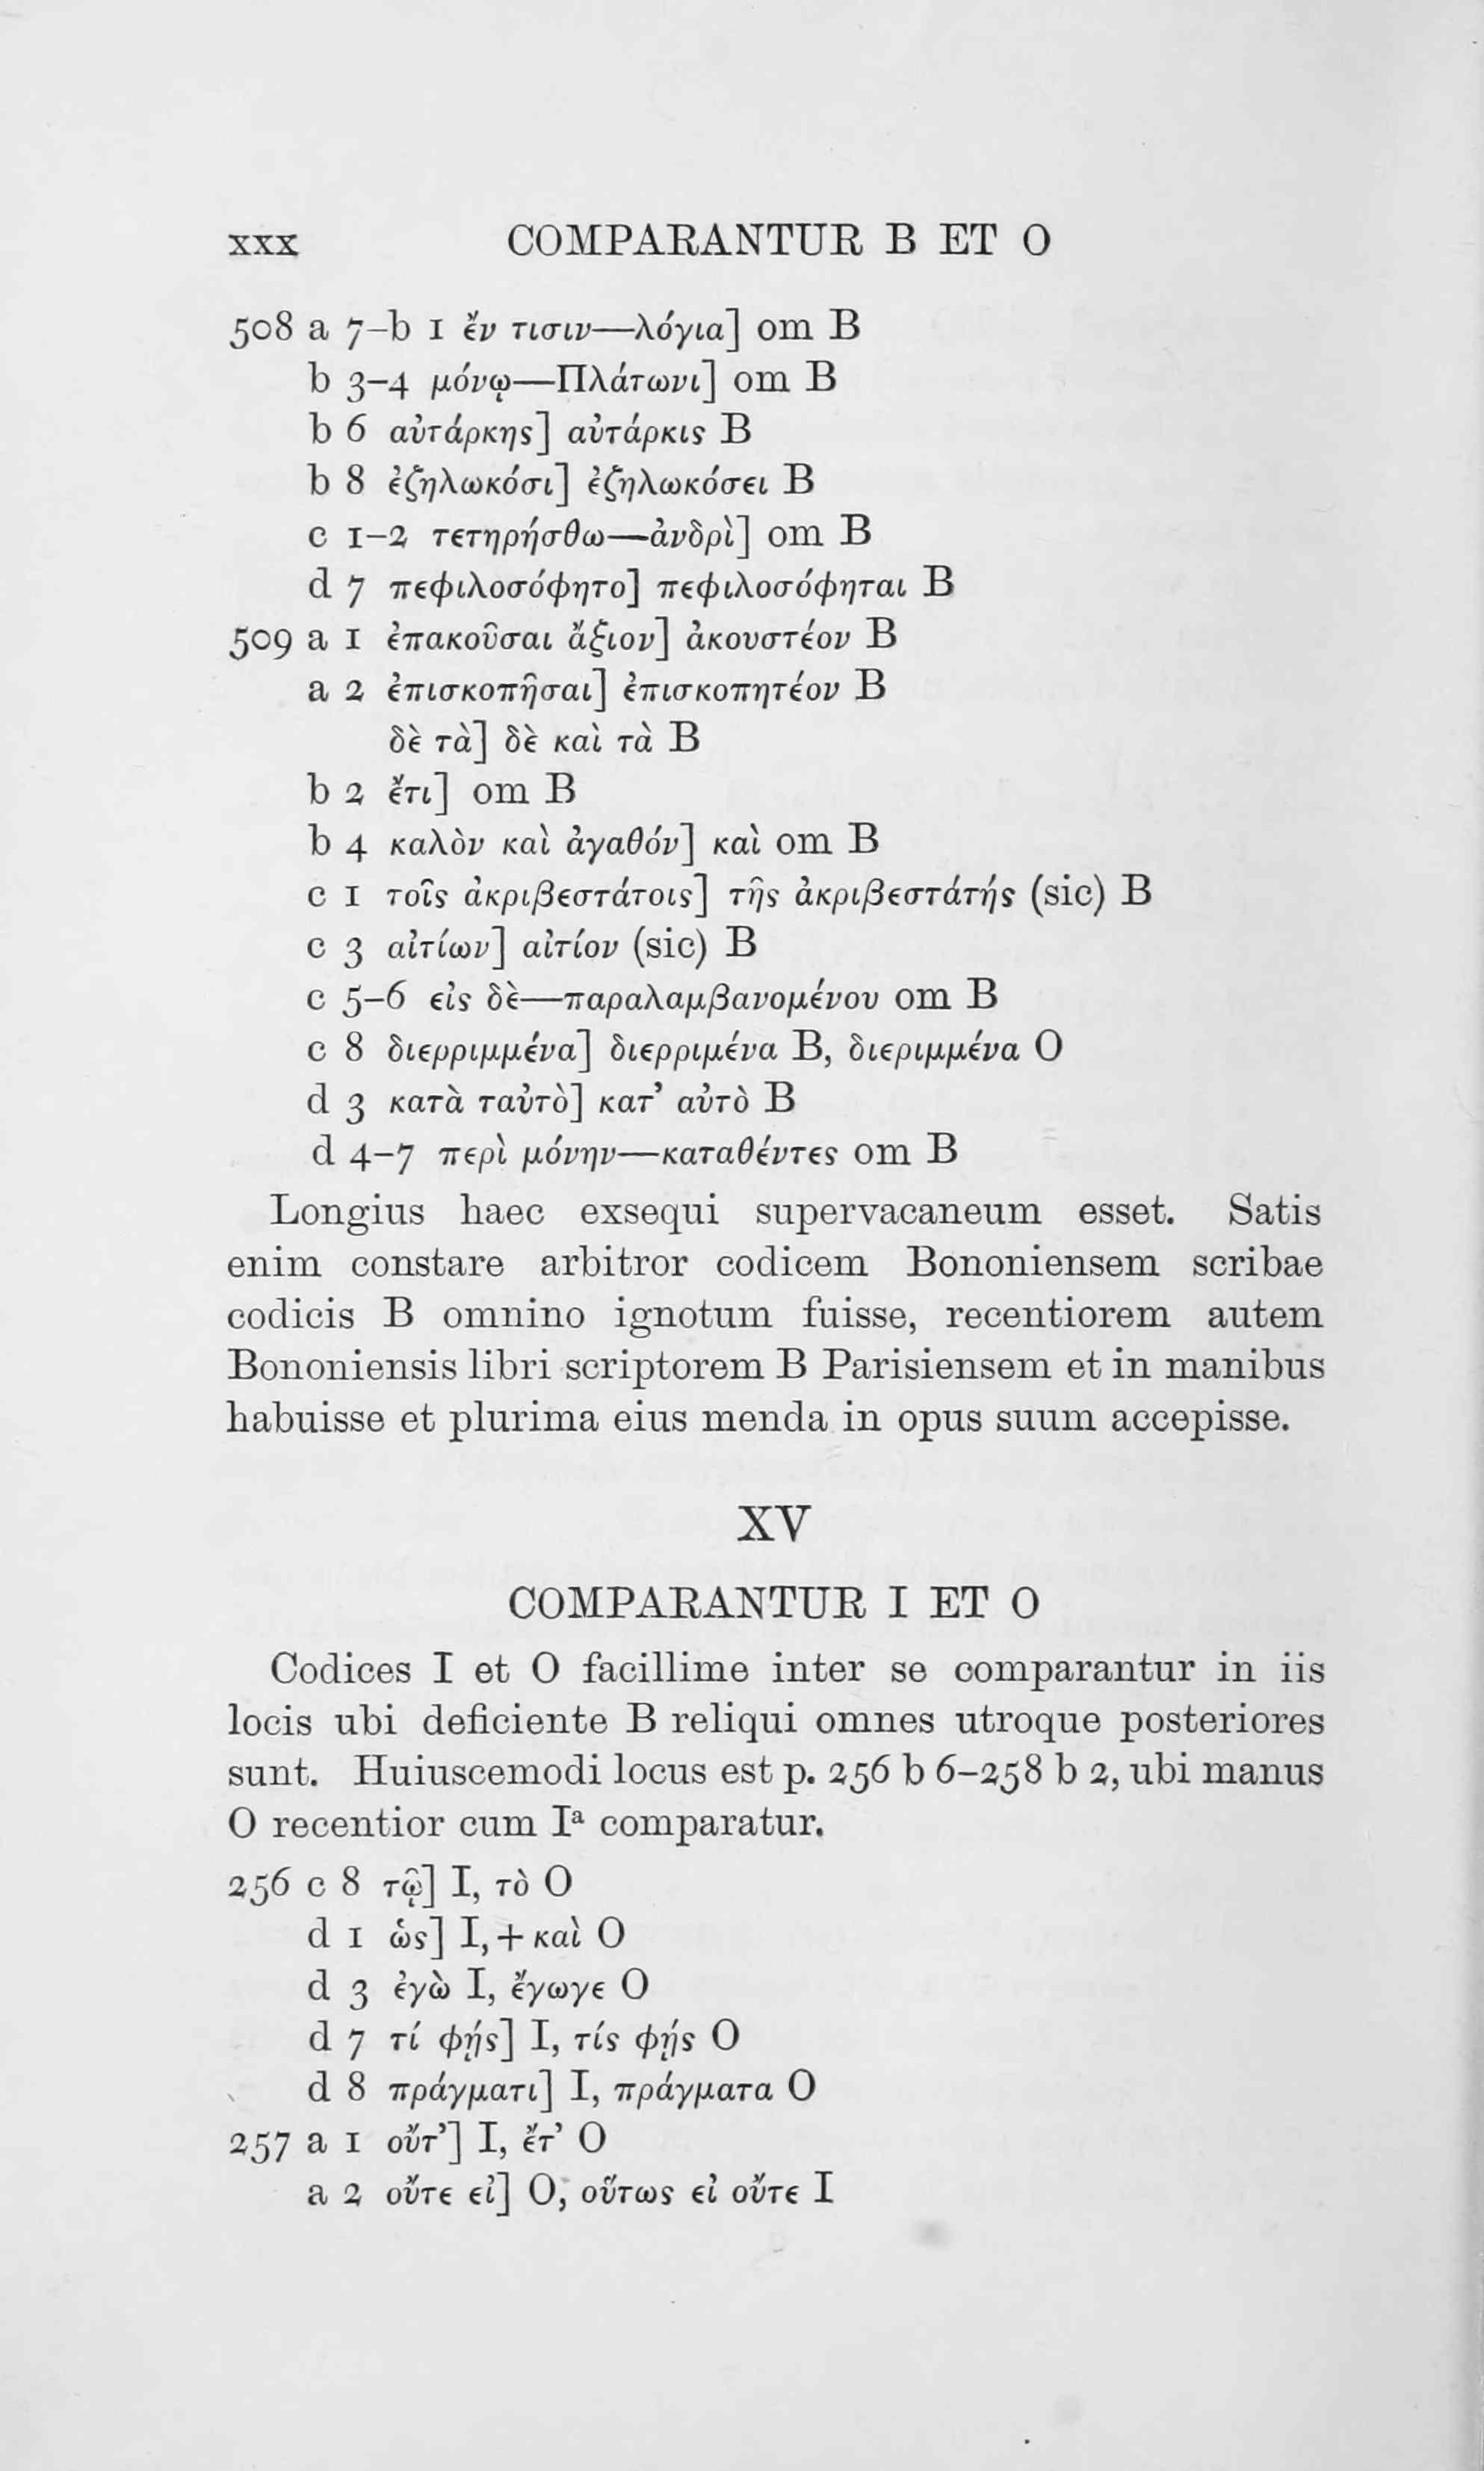 xxx COMPARANTUR B ET O
508 a 7–b 1 ἔν τισιν—λόγια] om B
b 3–4 μόνῳ—Πλάτωνι] om B
b 6 αὐτάρκης] αὐτάρκις B
b 8 ἐζηλωκόσι] ἐζηλωκόσει B
c 1–2 τετηρήσθω—ἀνδρὶ] om B
d 7 πεφιλοσόφητο] πεφιλοσόφηται B
509 a 1 ἐπακοῦσαι ἄξιον] ἀκουστέον B
a 2 ἐπισκοπῆσαι] ἐπισκοπητέον B
δὲ τὰ] δὲ καὶ τὰ B
b 2 ἔτι] om B
b 4 καλὸν καὶ ἀγαθόν] καὶ om B
c 1 τοῖς ἀκριβεστάτοις] τῆς ἀκριβεστάτής (sic) B
c 3 αἰτίων] αἰτίον (sic) B
c 5–6 εἰς δὲ—παραλαμβανομένου om B
c 8 διερριμμένα] διερριμένα B, διεριμμένα O
d 3 κατὰ ταὐτὸ] κατ’ αὐτὸ B
d 4–7 περὶ μόνην—καταθέντες om B
Longius haec exsequi supervacaneum esset. Satis
enim constare arbitror codicem Bononiensem scribae
codicis B omnino ignotum fuisse, recentiorem autem
Bononiensis libri scriptorem B Parisiensem et in manibus
habuisse et plurima eius menda in opus suum accepisse.
XV
COMPARANTUR I ET O
Codices I et O facillime inter se comparantur in iis
locis ubi deficiente B reliqui omnes utroque posteriores
sunt. Huiuscemodi locus est p. 256 b 6–258 b 2, ubi manus
O recentior cum Iª comparatur.
256 c 8 τῷ] I, τὸ O
d 1 ὡς] I, + καὶ O
d 3 ἐγὼ I, ἔγωγε O
d 7 τί φῄς] I, τίς φῄς O
d 8 πράγματι] I, πράγματα O
257 a 1 οὔτ’] I, ἔτ’ O
a 2 οὔτε εἰ] O, οὕτως εἰ οὔτε I